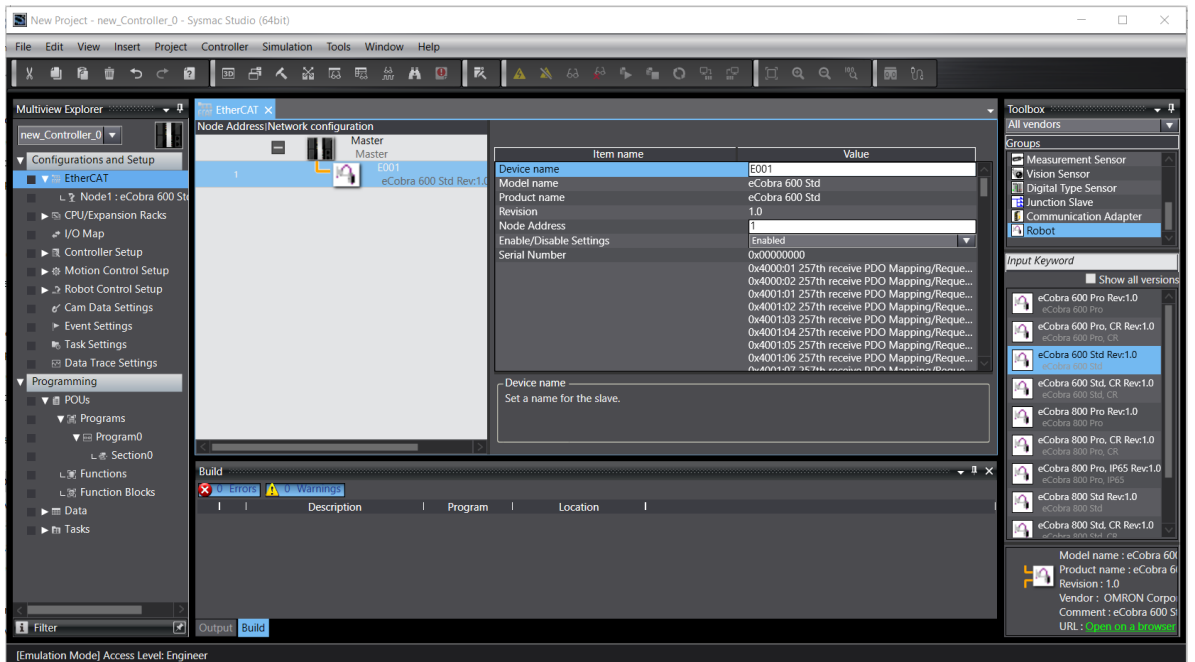 New Project - new_Controller_0 - Sysmac Studio (64bit)
File Edit View Insert Project Controller Simulation Tools Window Help
Multiview Explorer
new_Controller_0
Configurations and Setup
EtherCAT
Node1 : eCobra 600 St
CPU/Expansion Racks
I/O Map
Controller Setup
Motion Control Setup
Robot Control Setup
Cam Data Settings
Event Settings
Task Settings
Data Trace Settings
Programming
POUs
Programs
Program0
Section0
Functions
Function Blocks
Data
Tasks
Filter
EtherCAT
Node Address|Network configuration
Master
Master
1
E001
eCobra 600 Std Rev:1.0
Item name Value
Device name E001
Model name eCobra 600 Std
Product name eCobra 600 Std
Revision 1.0
Node Address 1
Enable/Disable Settings Enabled
Serial Number 0x00000000
0x4000:01 257th receive PDO Mapping/Reque...
0x4000:02 257th receive PDO Mapping/Reque...
0x4001:01 257th receive PDO Mapping/Reque...
0x4001:02 257th receive PDO Mapping/Reque...
0x4001:03 257th receive PDO Mapping/Reque...
0x4001:04 257th receive PDO Mapping/Reque...
0x4001:05 257th receive PDO Mapping/Reque...
0x4001:06 257th receive PDO Mapping/Reque...
0x4001:07 257th receive PDO Mapping/Reque...
Device name
Set a name for the slave.
Build
0 Errors 0 Warnings
Description Program Location
Output Build
Toolbox
All vendors
Groups
Measurement Sensor
Vision Sensor
Digital Type Sensor
Junction Slave
Communication Adapter
Robot
Input Keyword
Show all versions
eCobra 600 Pro Rev:1.0
eCobra 600 Pro
eCobra 600 Pro, CR Rev:1.0
eCobra 600 Pro, CR
eCobra 600 Std Rev:1.0
eCobra 600 Std
eCobra 600 Std, CR Rev:1.0
eCobra 600 Std, CR
eCobra 800 Pro Rev:1.0
eCobra 800 Pro
eCobra 800 Pro, CR Rev:1.0
eCobra 800 Pro, CR
eCobra 800 Pro, IP65 Rev:1.0
eCobra 800 Pro, IP65
eCobra 800 Std Rev:1.0
eCobra 800 Std
eCobra 800 Std, CR Rev:1.0
eCobra 800 Std, CR
Model name : eCobra 600
Product name : eCobra 6
Revision : 1.0
Vendor : OMRON Corpo
Comment : eCobra 600 S
URL : Open on a browser
[Emulation Mode] Access Level: Engineer